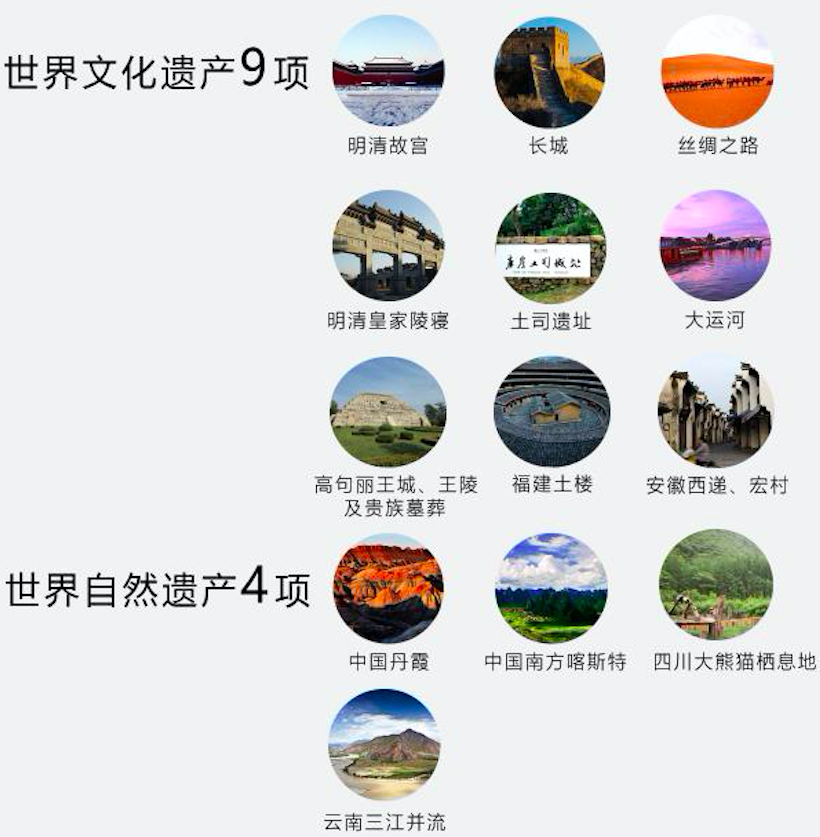 世界文化遗产9项
明清故宫
长城
丝绸之路
明清皇家陵寝
土司遗址
大运河
高句丽王城、王陵
及贵族墓葬
福建土楼
安徽西递、宏村
世界自然遗产4项
中国丹霞
中国南方喀斯特
四川大熊猫栖息地
云南三江并流